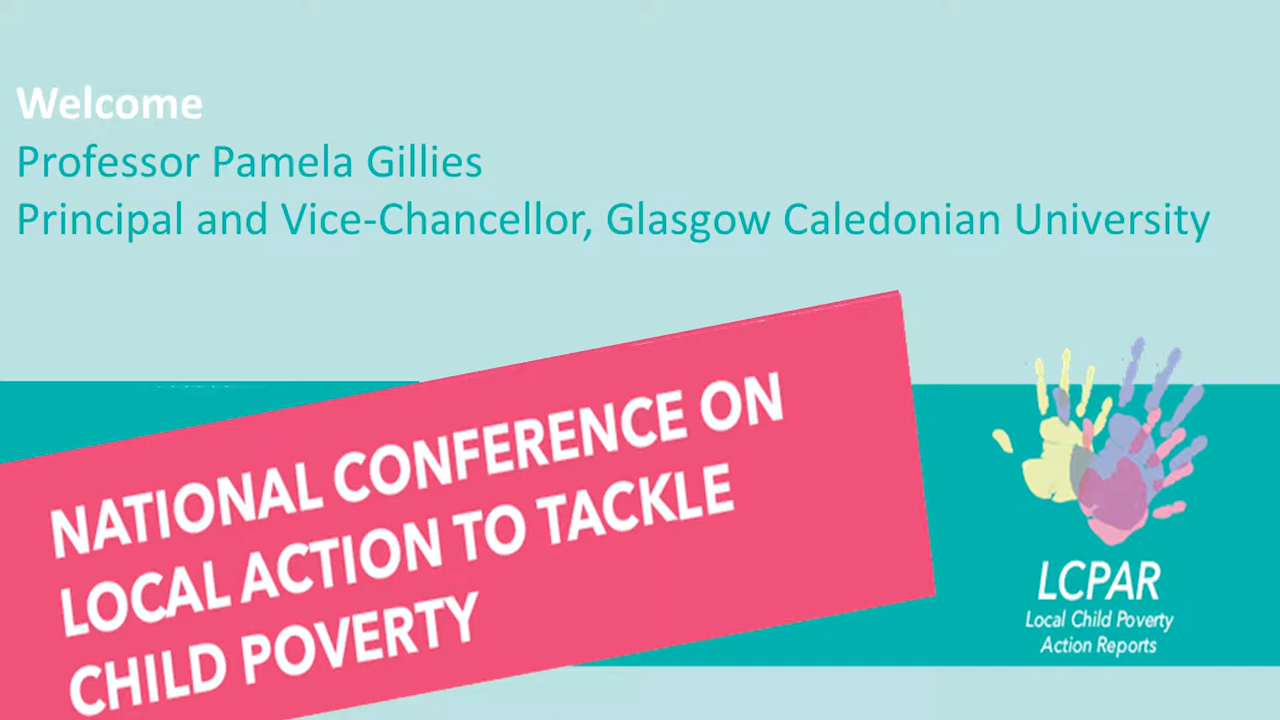 Welcome
Professor Pamela Gillies
Principal and Vice-Chancellor, Glasgow Caledonian University
NATIONAL CONFERENCE ON
LOCAL ACTION TO TACKLE
CHILD POVERTY
LCPAR
Local Child Poverty
Action Reports